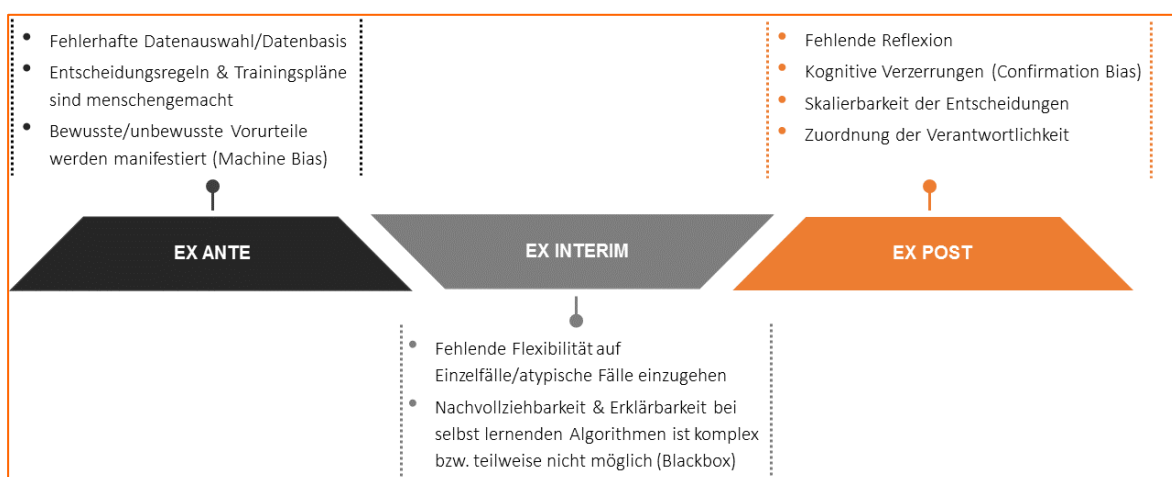 • Fehlerhafte Datenauswahl/Datenbasis
• Entscheidungsregeln & Trainingspläne
sind menschengemacht
• Bewusste/unbewusste Vorurteile
werden manifestiert (Machine Bias)
• Fehlende Reflexion
• Kognitive Verzerrungen (Confirmation Bias)
• Skalierbarkeit der Entscheidungen
• Zuordnung der Verantwortlichkeit
EX ANTE
EX INTERIM
EX POST
• Fehlende Flexibilität auf
Einzelfälle/atypische Fälle einzugehen
• Nachvollziehbarkeit & Erklärbarkeit bei
selbst lernenden Algorithmen ist komplex
bzw. teilweise nicht möglich (Blackbox)